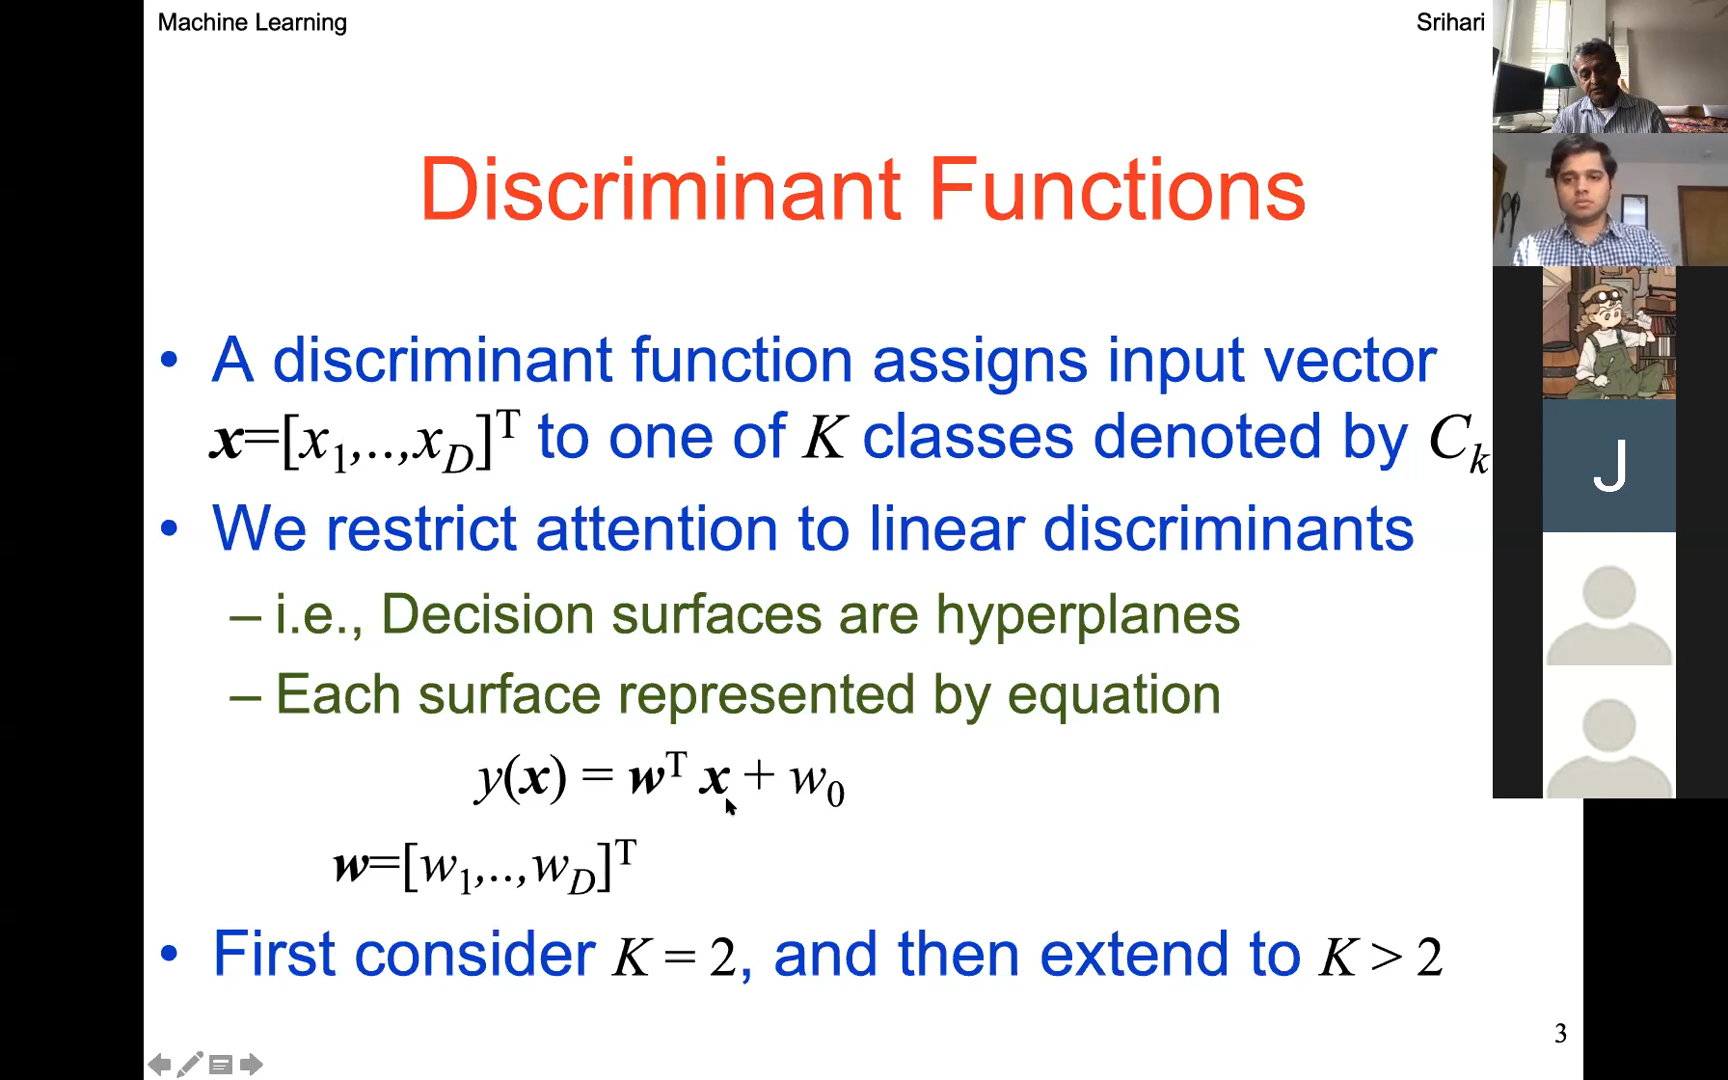 Machine Learning
Srihari
Discriminant Functions
• A discriminant function assigns input vector
x=[x₁,..,x_D]ᵀ to one of K classes denoted by Cₖ
• We restrict attention to linear discriminants
– i.e., Decision surfaces are hyperplanes
– Each surface represented by equation
y(x) = wᵀ x + w₀
w=[w₁,..,w_D]ᵀ
• First consider K = 2, and then extend to K > 2
3
J